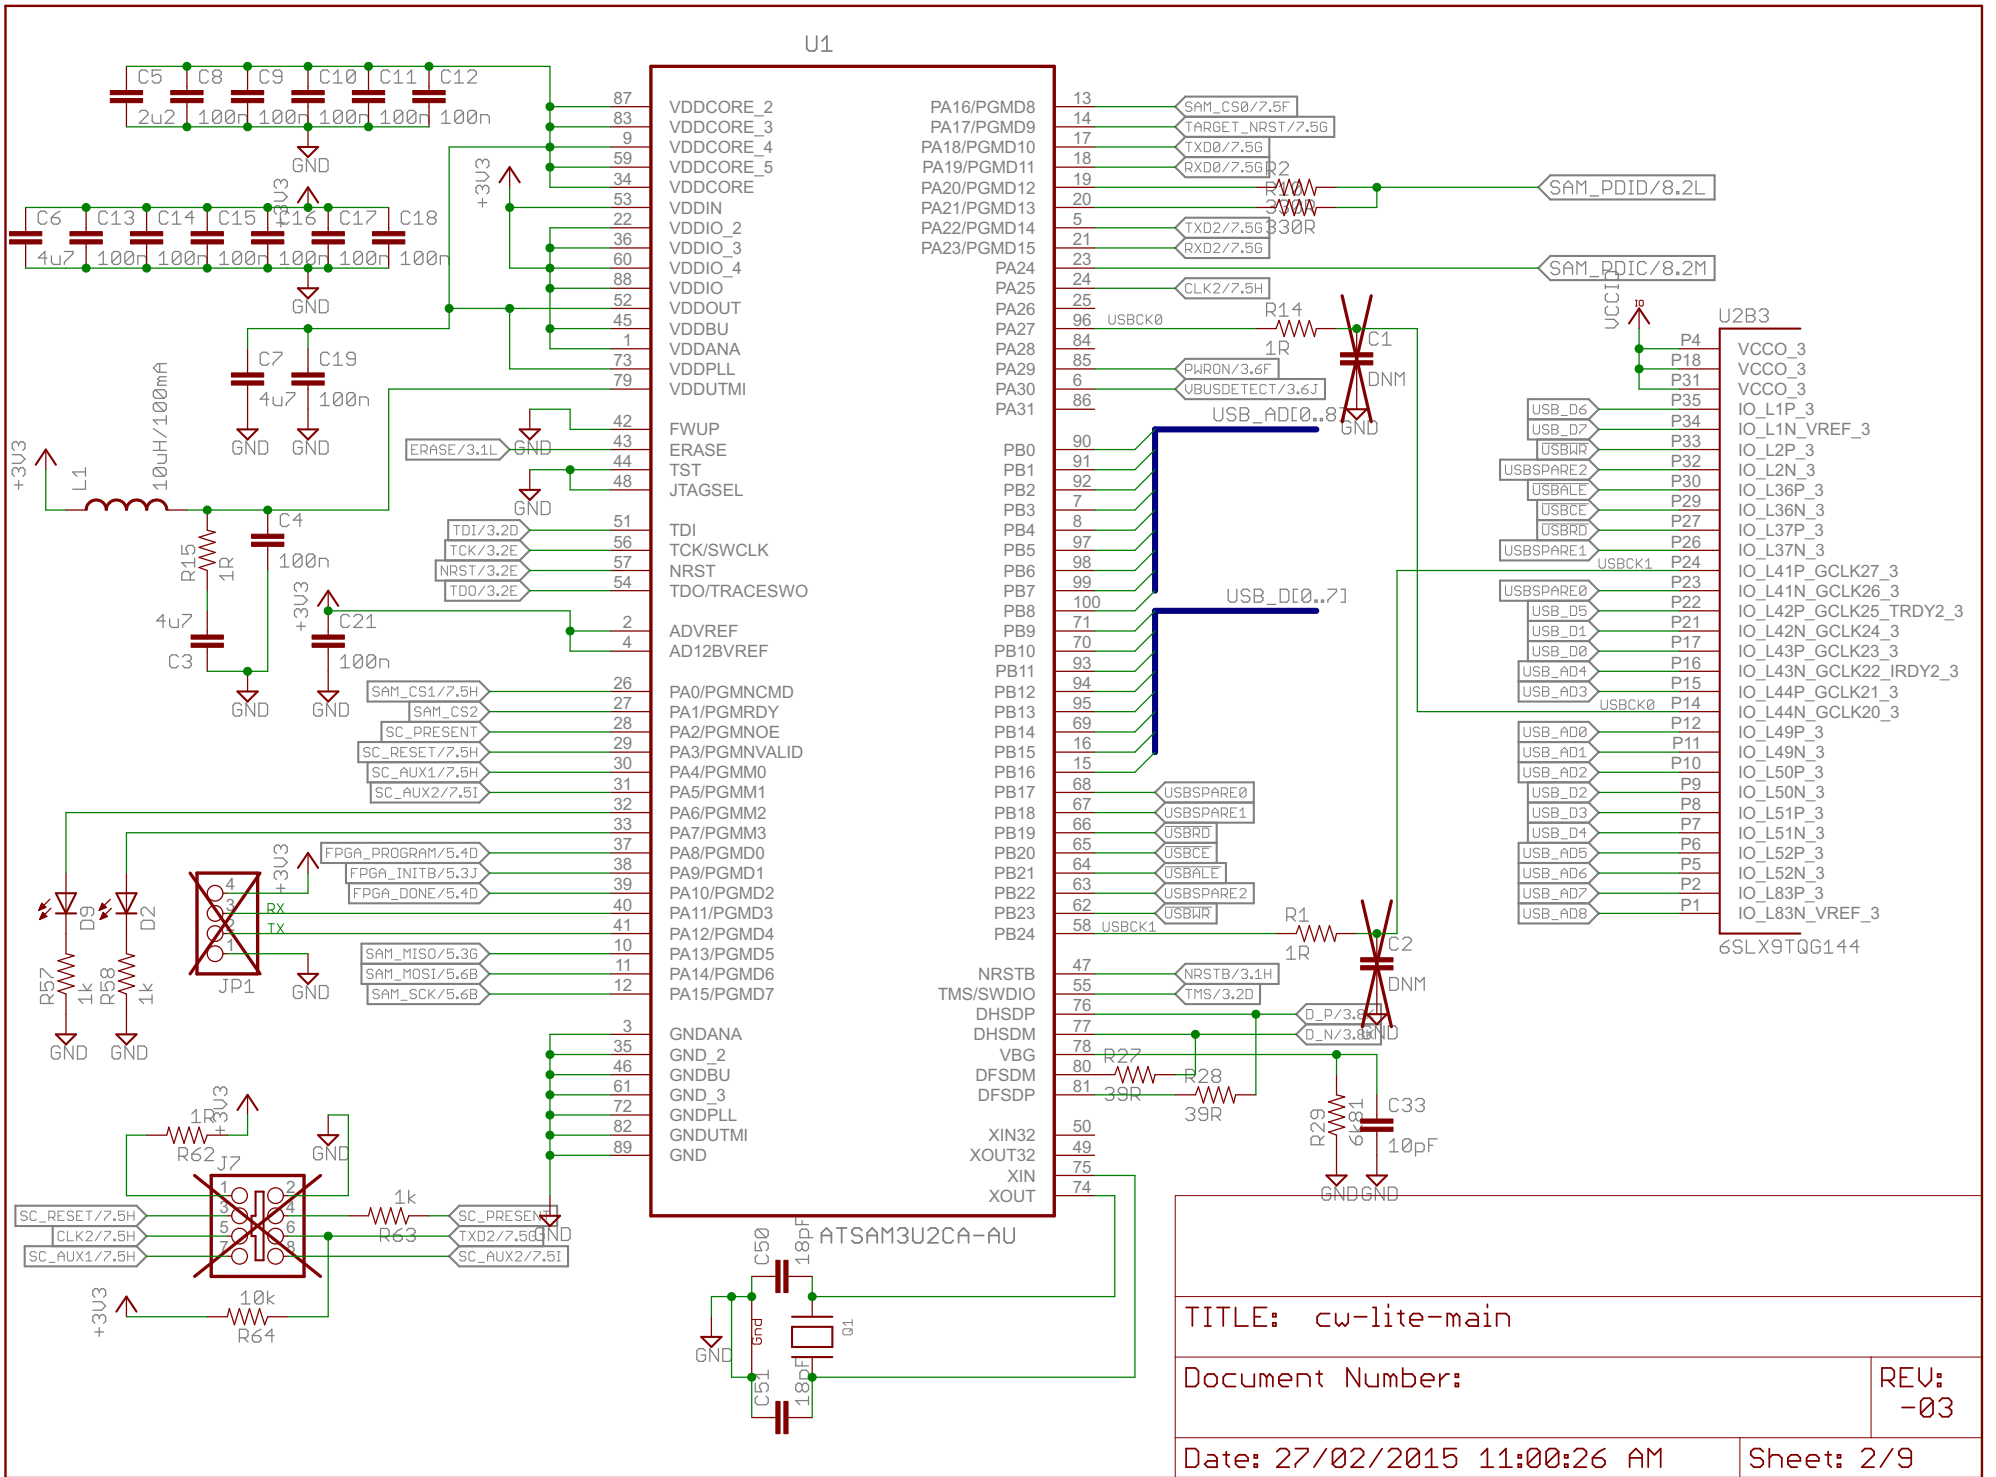 U1
C5 C8 C9 C10 C11 C12
2u2 100n 100n 100n 100n 100n
GND
+3V3
C6 C13 C14 C15 C16 C17 C18
4u7 100n 100n 100n 100n 100n 100n
GND
+3V3
C7 C19
4u7 100n
GND GND
+3V3
L1
10uH/100mA
R15
1R
C4
100n
4u7
C3
GND
+3V3
C21
100n
GND
GND
ERASE/3.1L
GND
TDI/3.2D
TCK/3.2E
NRST/3.2E
TDO/3.2E
SAM_CS1/7.5H
SAM_CS2
SC_PRESENT
SC_RESET/7.5H
SC_AUX1/7.5H
SC_AUX2/7.5I
FPGA_PROGRAM/5.4D
FPGA_INITB/5.3J
FPGA_DONE/5.4D
SAM_MISO/5.3G
SAM_MOSI/5.6B
SAM_SCK/5.6B
D9 D2
R57 1k
R58 1k
GND GND
+3V3
4
3 RX
2 TX
1
JP1
GND
+3V3
1R
R62
GND
J7
1 2
3 4
5 6
7 8
SC_RESET/7.5H
CLK2/7.5H
SC_AUX1/7.5H
1k
R63
SC_PRESENT
TXD2/7.5G
SC_AUX2/7.5I
GND
+3V3
10k
R64
87 VDDCORE_2
83 VDDCORE_3
9 VDDCORE_4
59 VDDCORE_5
34 VDDCORE
53 VDDIN
22 VDDIO_2
36 VDDIO_3
60 VDDIO_4
88 VDDIO
52 VDDOUT
45 VDDBU
1 VDDANA
73 VDDPLL
79 VDDUTMI
42 FWUP
43 ERASE
44 TST
48 JTAGSEL
51 TDI
56 TCK/SWCLK
57 NRST
54 TDO/TRACESWO
2 ADVREF
4 AD12BVREF
26 PA0/PGMNCMD
27 PA1/PGMRDY
28 PA2/PGMNOE
29 PA3/PGMNVALID
30 PA4/PGMM0
31 PA5/PGMM1
32 PA6/PGMM2
33 PA7/PGMM3
37 PA8/PGMD0
38 PA9/PGMD1
39 PA10/PGMD2
40 PA11/PGMD3
41 PA12/PGMD4
10 PA13/PGMD5
11 PA14/PGMD6
12 PA15/PGMD7
3 GNDANA
35 GND_2
46 GNDBU
61 GND_3
72 GNDPLL
82 GNDUTMI
89 GND
PA16/PGMD8 13 SAM_CS0/7.5F
PA17/PGMD9 14 TARGET_NRST/7.5G
PA18/PGMD10 17 TXD0/7.5G
PA19/PGMD11 18 RXD0/7.5G
PA20/PGMD12 19
PA21/PGMD13 20
PA22/PGMD14 5 TXD2/7.5G
PA23/PGMD15 21 RXD2/7.5G
PA24 23
PA25 24 CLK2/7.5H
PA26 25
PA27 96 USBCK0
PA28 84
PA29 85 PWRON/3.6F
PA30 6 VBUSDETECT/3.6J
PA31 86
PB0 90
PB1 91
PB2 92
PB3 7
PB4 8
PB5 97
PB6 98
PB7 99
PB8 100
PB9 71
PB10 70
PB11 93
PB12 94
PB13 95
PB14 69
PB15 16
PB16 15
PB17 68 USBSPARE0
PB18 67 USBSPARE1
PB19 66 USBRD
PB20 65 USBCE
PB21 64 USBALE
PB22 63 USBSPARE2
PB23 62 USBWR
PB24 58 USBCK1
NRSTB 47 NRSTB/3.1H
TMS/SWDIO 55 TMS/3.2D
DHSDP 76
DHSDM 77
VBG 78
DFSDM 80
DFSDP 81
XIN32 50
XOUT32 49
XIN 75
XOUT 74
ATSAM3U2CA-AU
R2
330R
330R
SAM_PDID/8.2L
SAM_PDIC/8.2M
R14
1R
C1
DNM
GND
USB_AD[0..8]
USB_D[0..7]
R1
1R
C2
DNM
GND
D_P/3.8
D_N/3.8
R27
39R
R28
39R
R29
6k81
C33
10pF
GND GND
C50
18pF
GND
Gnd
Q1
C51
18pF
VCCIO
IO
U2B3
P4 VCCO_3
P18 VCCO_3
P31 VCCO_3
USB_D6 P35 IO_L1P_3
USB_D7 P34 IO_L1N_VREF_3
USBWR P33 IO_L2P_3
USBSPARE2 P32 IO_L2N_3
USBALE P30 IO_L36P_3
USBCE P29 IO_L36N_3
USBRD P27 IO_L37P_3
USBSPARE1 P26 IO_L37N_3
USBCK1 P24 IO_L41P_GCLK27_3
USBSPARE0 P23 IO_L41N_GCLK26_3
USB_D5 P22 IO_L42P_GCLK25_TRDY2_3
USB_D1 P21 IO_L42N_GCLK24_3
USB_D0 P17 IO_L43P_GCLK23_3
USB_AD4 P16 IO_L43N_GCLK22_IRDY2_3
USB_AD3 P15 IO_L44P_GCLK21_3
USBCK0 P14 IO_L44N_GCLK20_3
USB_AD0 P12 IO_L49P_3
USB_AD1 P11 IO_L49N_3
USB_AD2 P10 IO_L50P_3
USB_D2 P9 IO_L50N_3
USB_D3 P8 IO_L51P_3
USB_D4 P7 IO_L51N_3
USB_AD5 P6 IO_L52P_3
USB_AD6 P5 IO_L52N_3
USB_AD7 P2 IO_L83P_3
USB_AD8 P1 IO_L83N_VREF_3
6SLX9TQG144
TITLE: cw-lite-main
Document Number:
REV:
-03
Date: 27/02/2015 11:00:26 AM
Sheet: 2/9